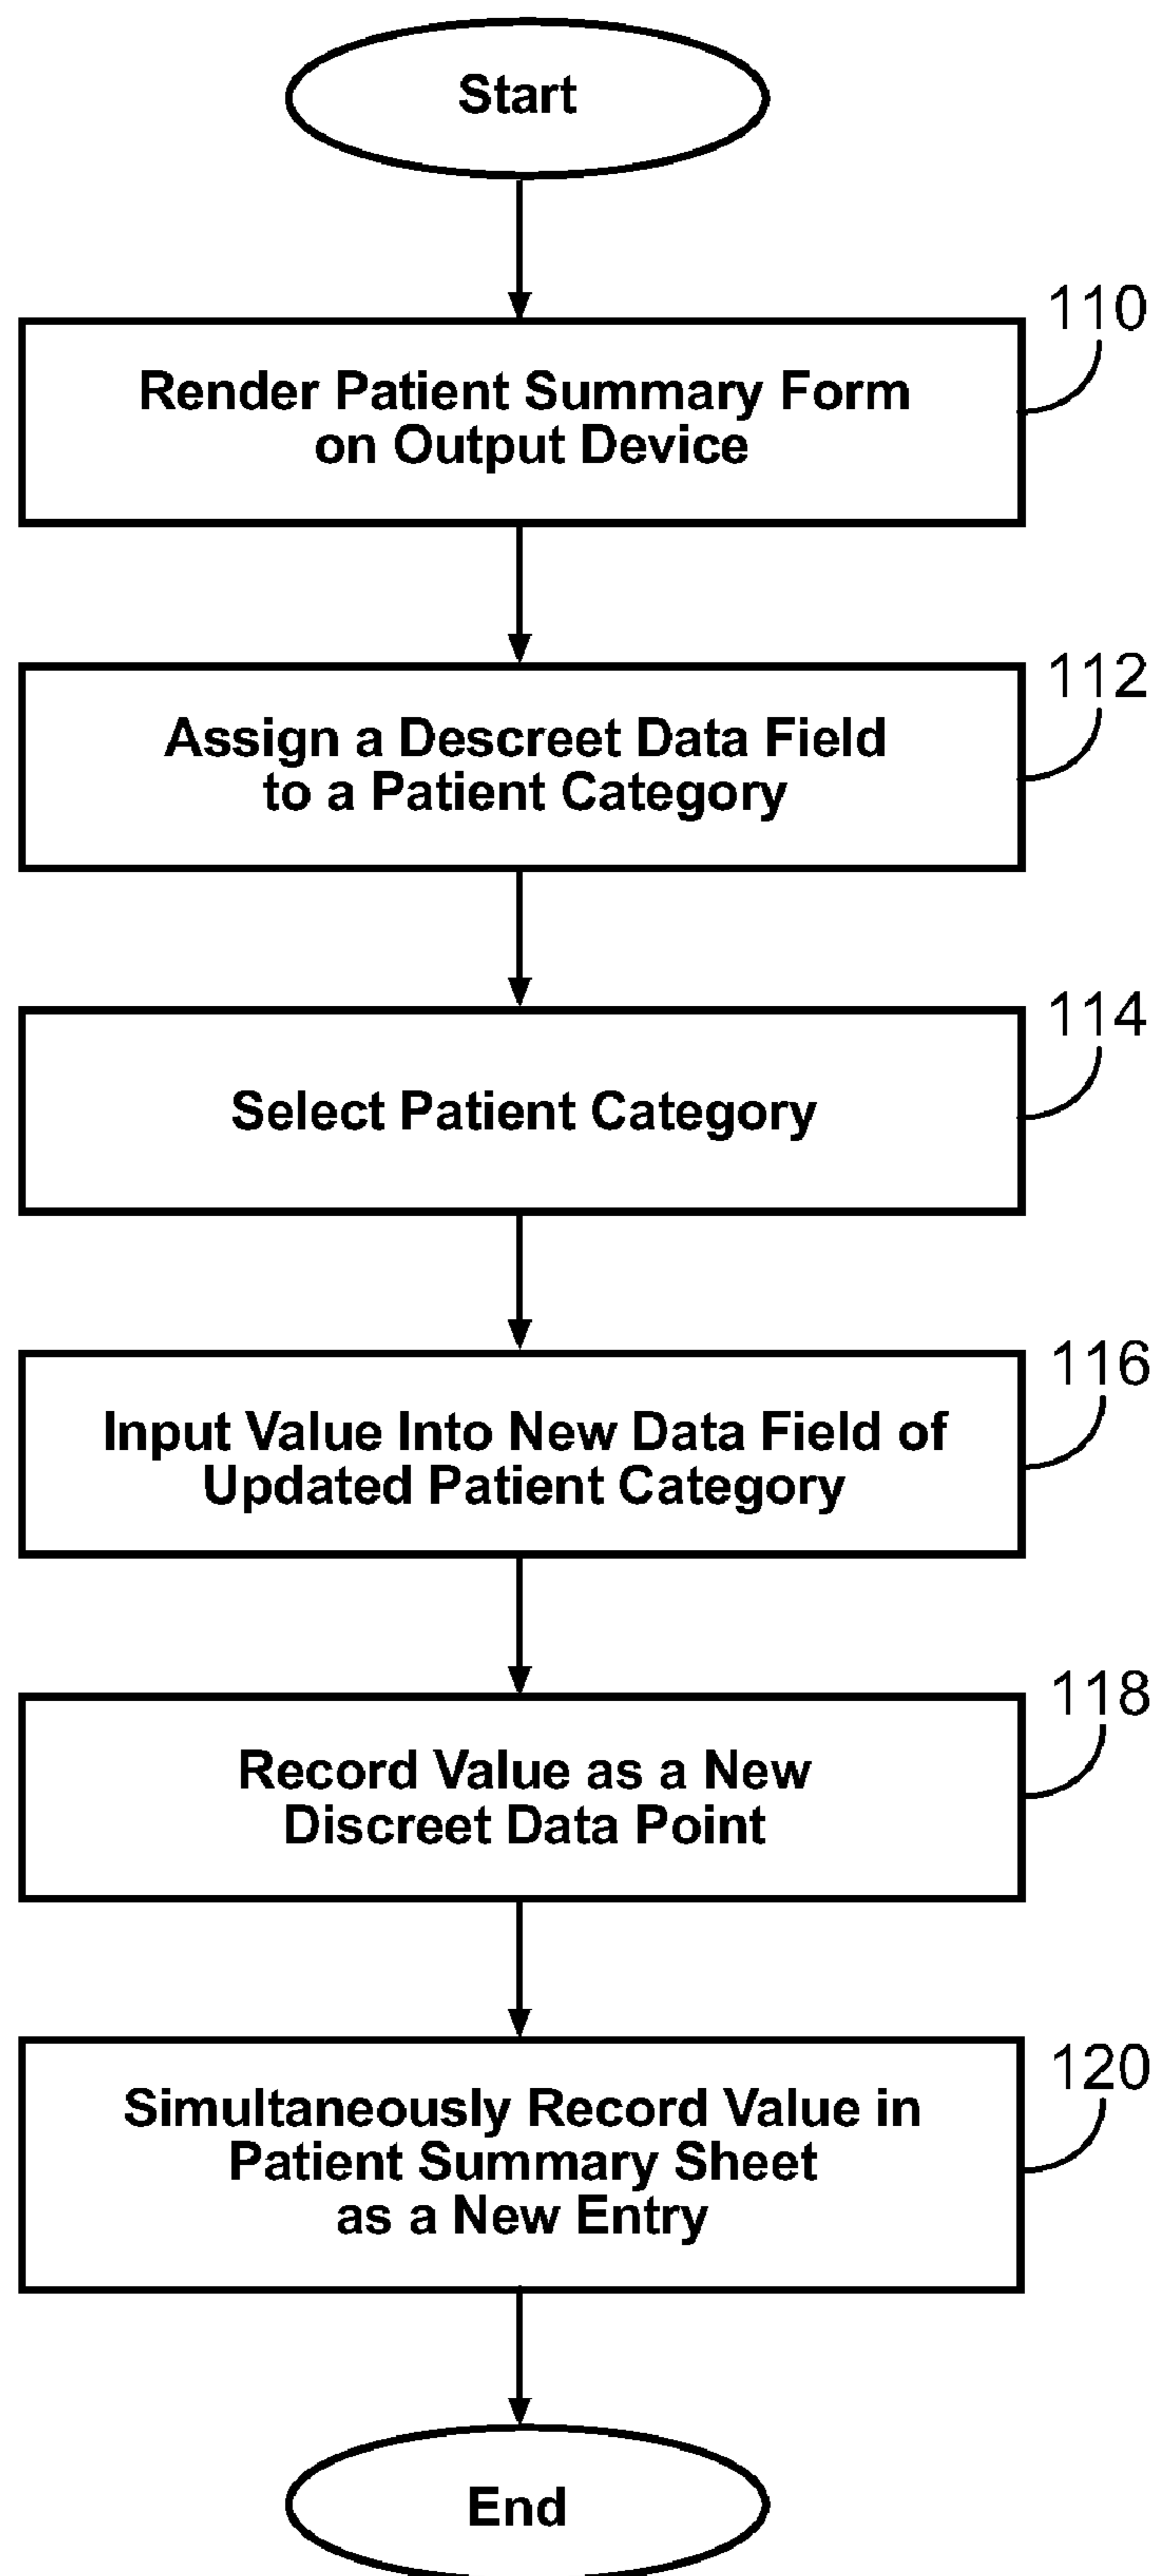 Start
110
Render Patient Summary Form
on Output Device
112
Assign a Descreet Data Field
to a Patient Category
114
Select Patient Category
116
Input Value Into New Data Field of
Updated Patient Category
118
Record Value as a New
Discreet Data Point
120
Simultaneously Record Value in
Patient Summary Sheet
as a New Entry
End